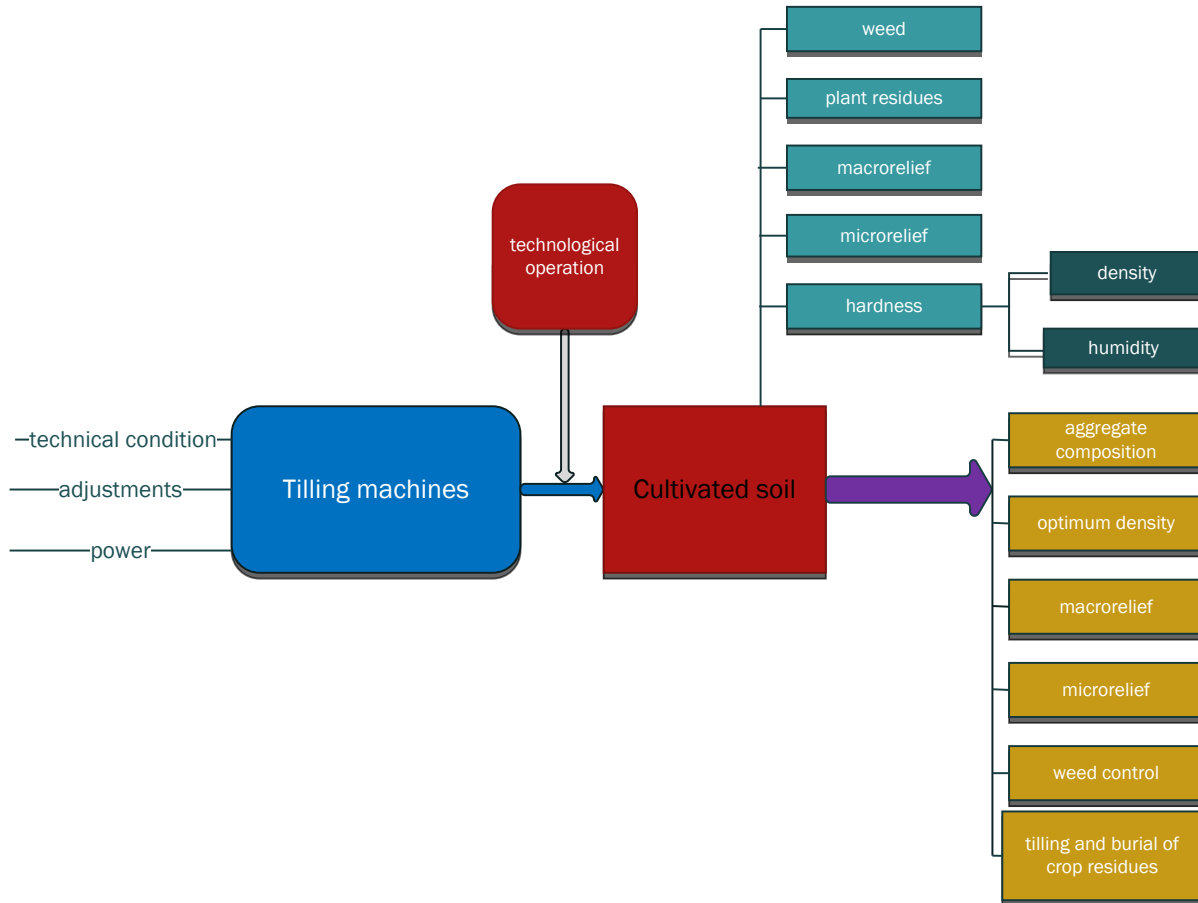 weed
plant residues
macrorelief
microrelief
hardness
density
humidity
technological
operation
technical condition
adjustments
power
Tilling machines
Cultivated soil
aggregate
composition
optimum density
macrorelief
microrelief
weed control
tilling and burial of
crop residues